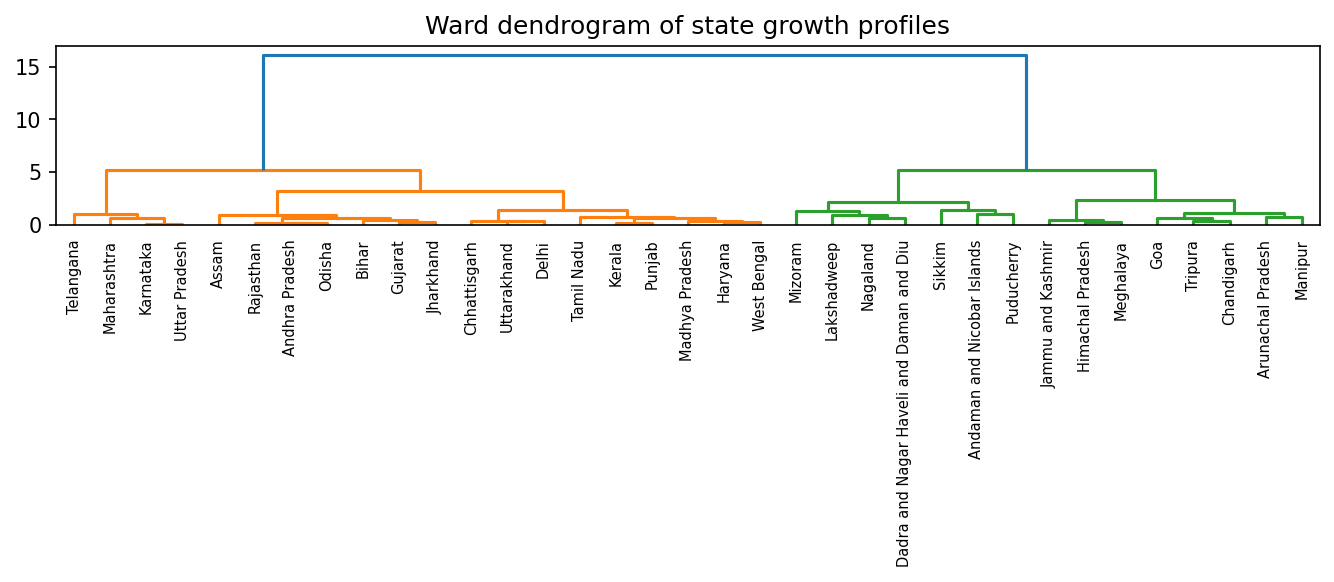 Ward dendrogram of state growth profiles
15
10
5
0
Telangana
Maharashtra
Karnataka
Uttar Pradesh
Assam
Rajasthan
Andhra Pradesh
Odisha
Bihar
Gujarat
Jharkhand
Chhattisgarh
Uttarakhand
Delhi
Tamil Nadu
Kerala
Punjab
Madhya Pradesh
Haryana
West Bengal
Mizoram
Lakshadweep
Nagaland
Dadra and Nagar Haveli and Daman and Diu
Sikkim
Andaman and Nicobar Islands
Puducherry
Jammu and Kashmir
Himachal Pradesh
Meghalaya
Goa
Tripura
Chandigarh
Arunachal Pradesh
Manipur